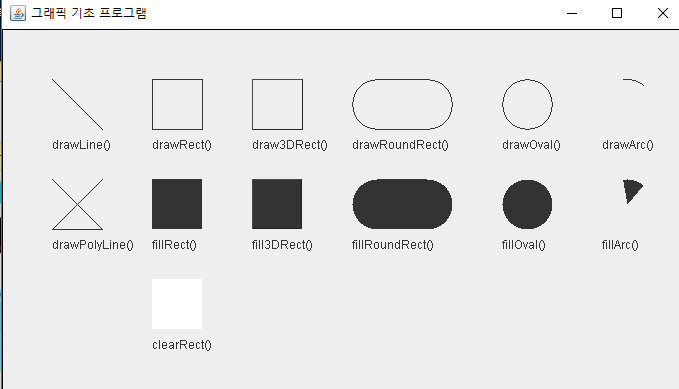 그래픽 기초 프로그램
drawLine() drawRect() draw3DRect() drawRoundRect() drawOval() drawArc()
drawPolyLine() fillRect() fill3DRect() fillRoundRect() fillOval() fillArc()
clearRect()